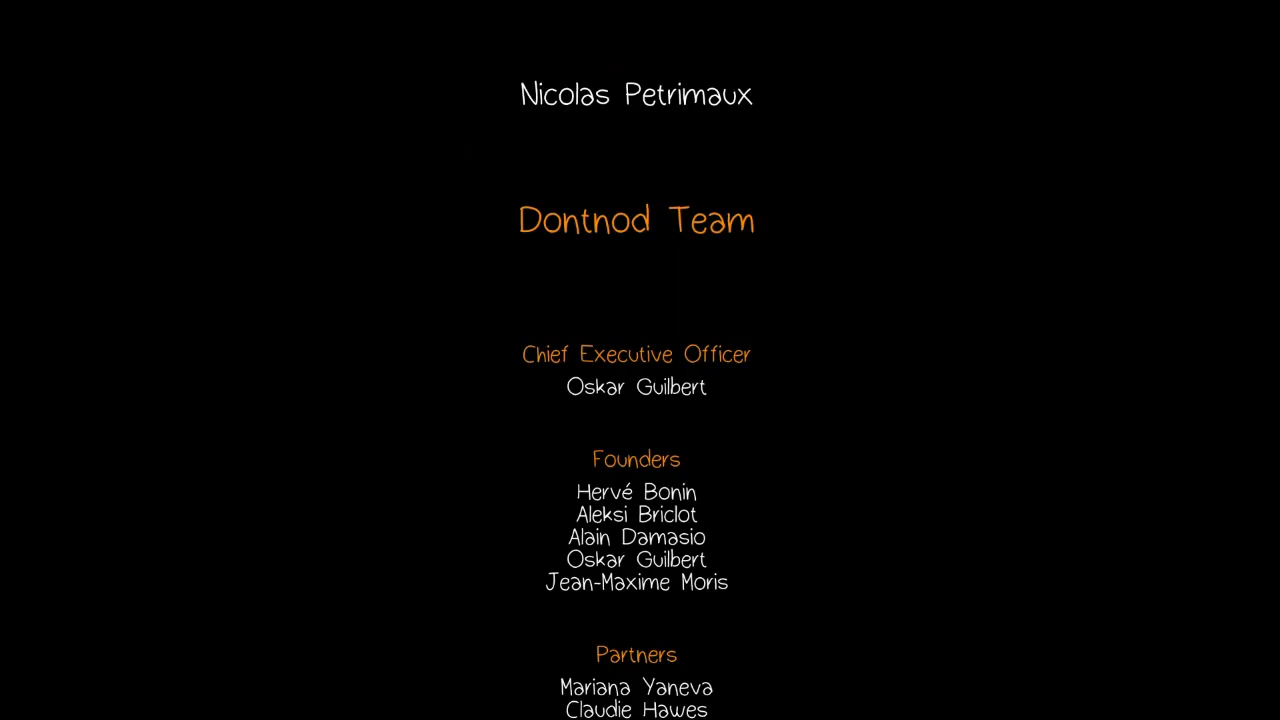 Nicolas Petrimaux
Dontnod Team
Chief Executive Officer
Oskar Guilbert
Founders
Hervé Bonin
Aleksi Briclot
Alain Damasio
Oskar Guilbert
Jean-Maxime Moris
Partners
Mariana Yaneva
Claudie Hawes